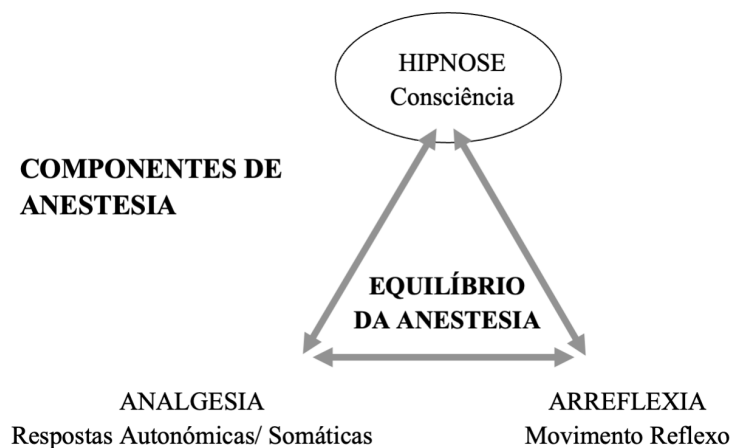 HIPNOSE
Consciência
COMPONENTES DE
ANESTESIA
EQUILÍBRIO
DA ANESTESIA
ANALGESIA
Respostas Autonómicas/ Somáticas
ARREFLEXIA
Movimento Reflexo